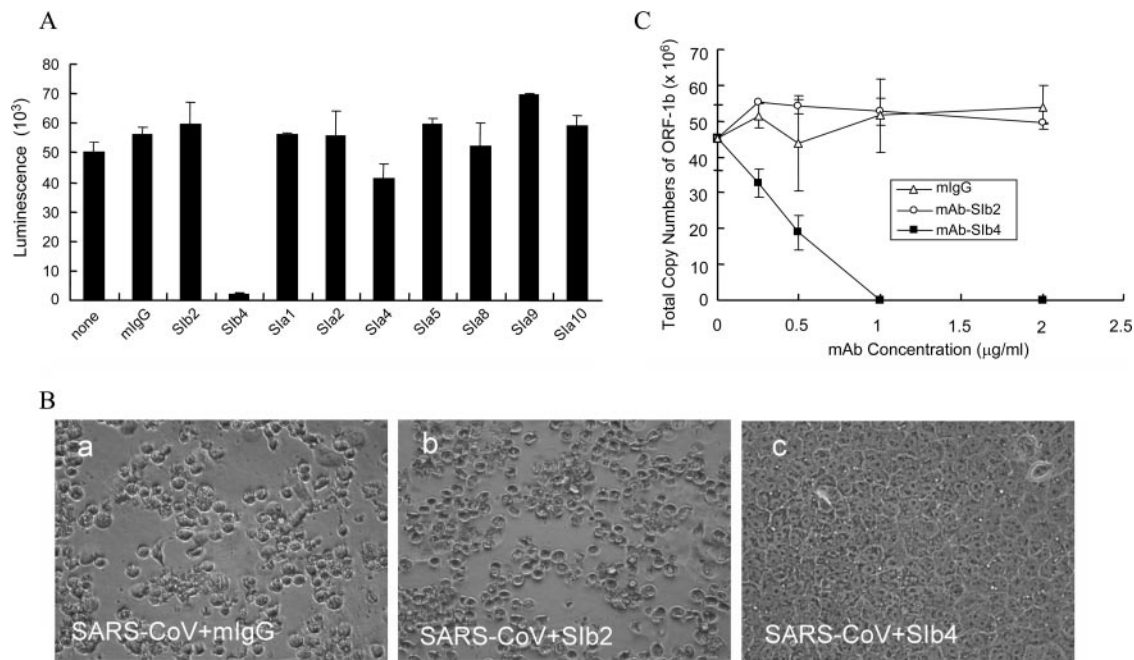 A
Luminescence (10³)
80
70
60
50
40
30
20
10
0
none
mIgG
SIb2
SIb4
SIa1
SIa2
SIa4
SIa5
SIa8
SIa9
SIa10
C
Total Copy Numbers of ORF-1b (x 10⁶)
70
60
50
40
30
20
10
0
0
0.5
1
1.5
2
2.5
mAb Concentration (μg/ml)
mIgG
mAb-SIb2
mAb-SIb4
B
a
SARS-CoV+mIgG
b
SARS-CoV+SIb2
c
SARS-CoV+SIb4